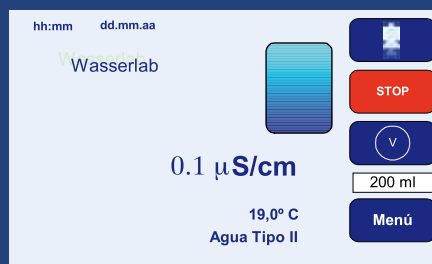 hh:mm dd.mm.aa
Wasserlab
Wasserlab
STOP
V
0.1 µS/cm
200 ml
19,0º C
Menú
Agua Tipo II